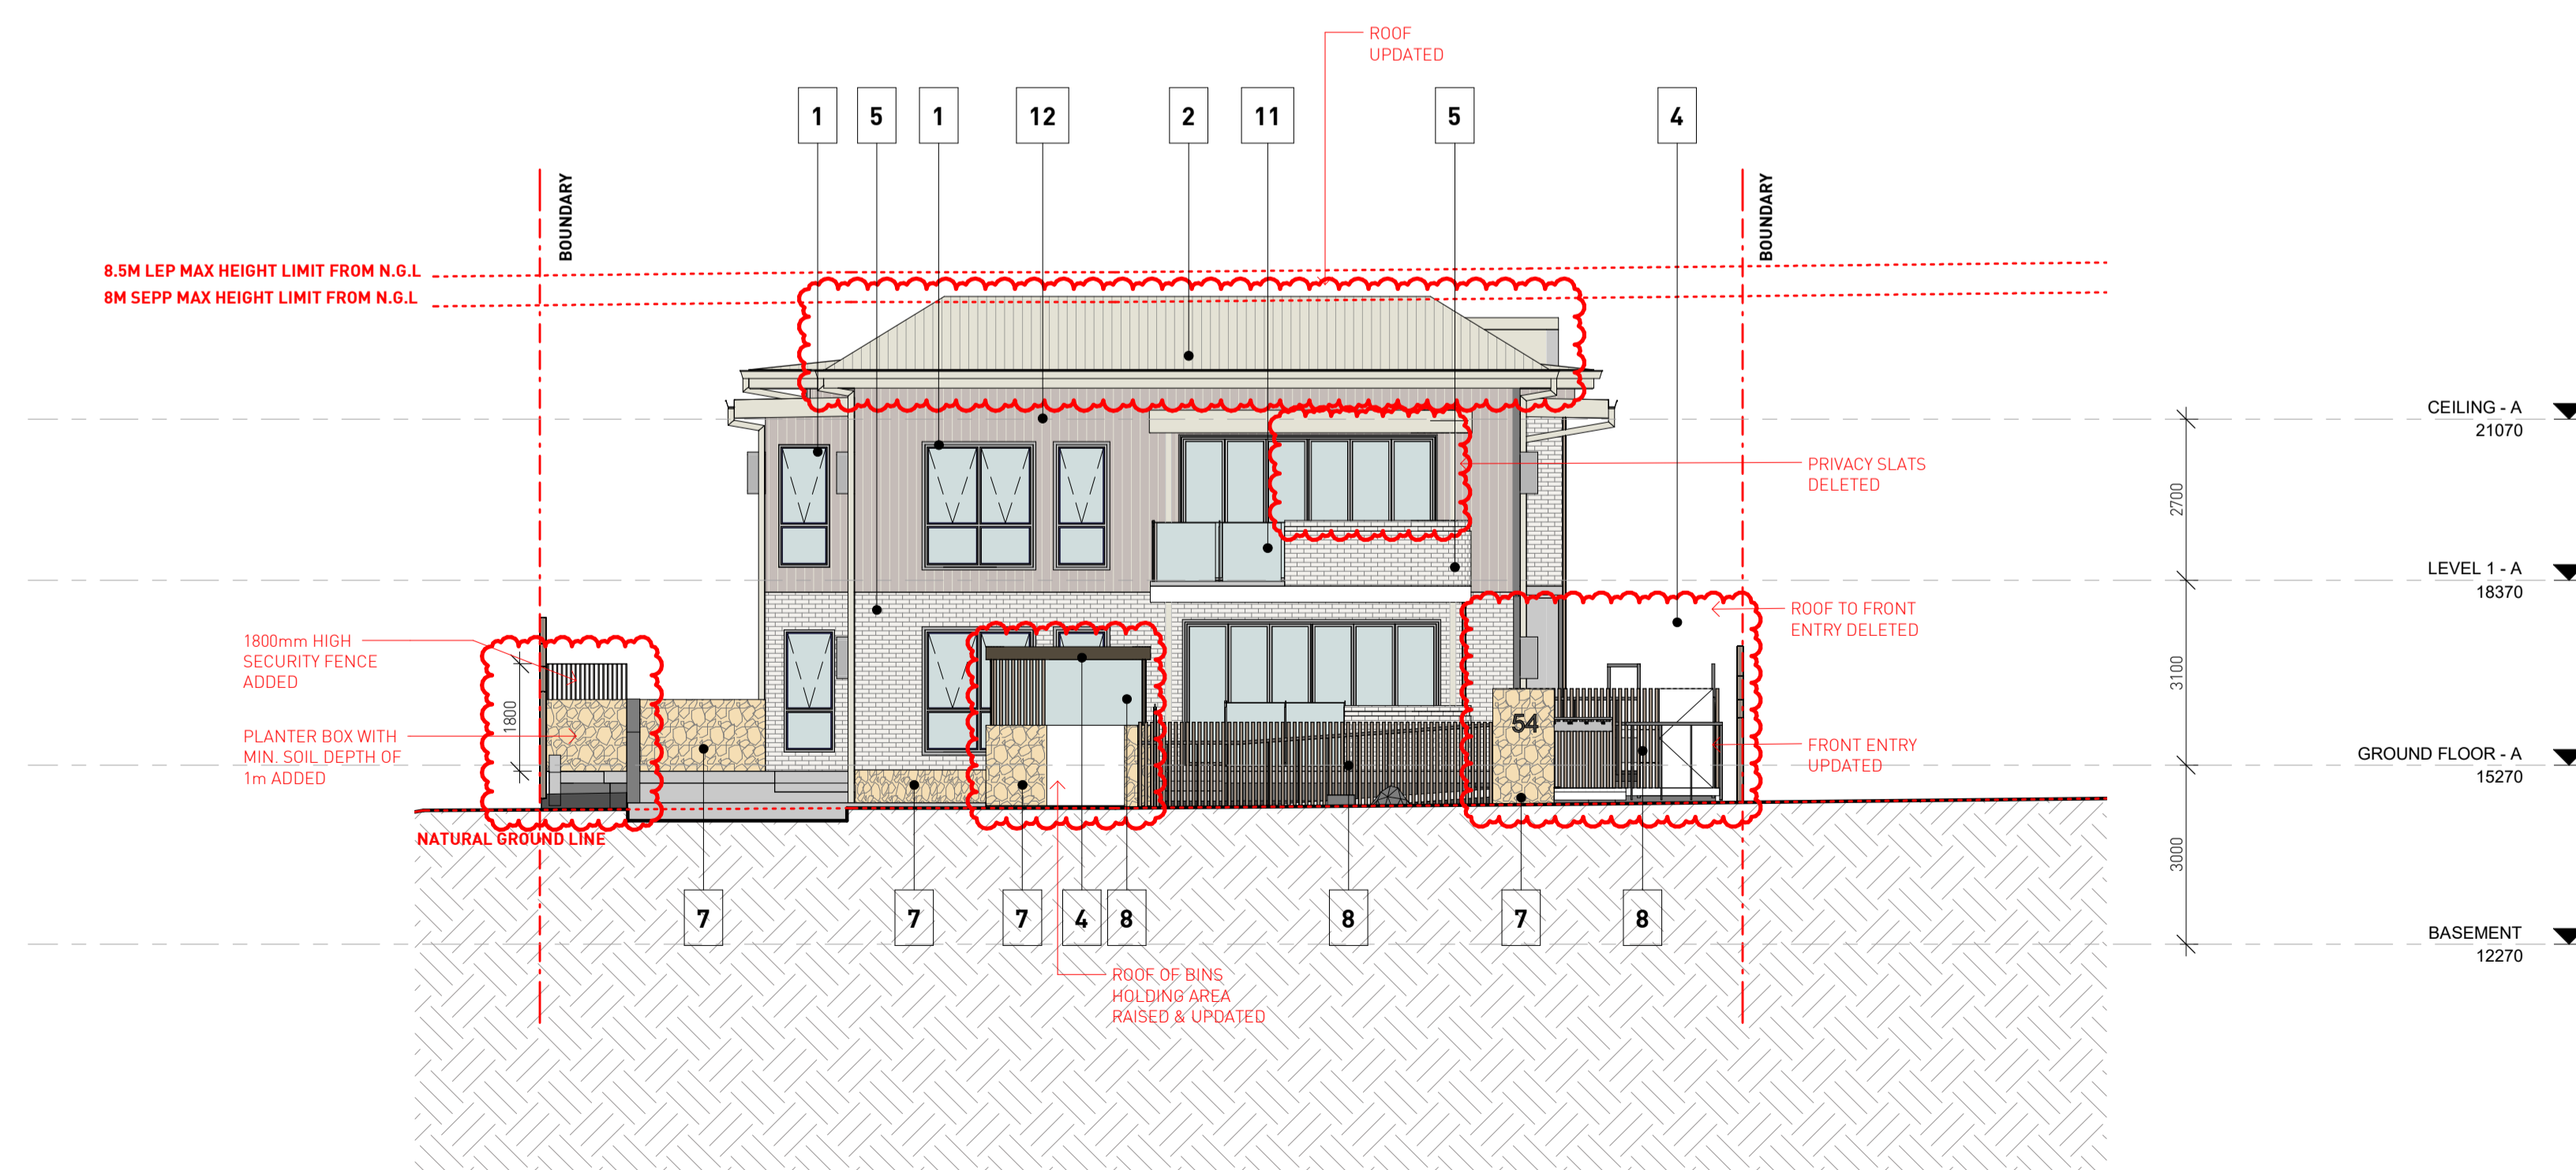 ROOF
UPDATED
1
5
1
12
2
11
5
4
BOUNDARY
BOUNDARY
8.5M LEP MAX HEIGHT LIMIT FROM N.G.L
8M SEPP MAX HEIGHT LIMIT FROM N.G.L
CEILING - A
21070
PRIVACY SLATS
DELETED
2700
LEVEL 1 - A
18370
ROOF TO FRONT
ENTRY DELETED
1800mm HIGH
SECURITY FENCE
ADDED
3100
1800
54
PLANTER BOX WITH
MIN. SOIL DEPTH OF
1m ADDED
FRONT ENTRY
UPDATED
GROUND FLOOR - A
15270
NATURAL GROUND LINE
3000
7
7
7
4
8
8
7
8
BASEMENT
12270
ROOF OF BINS
HOLDING AREA
RAISED & UPDATED